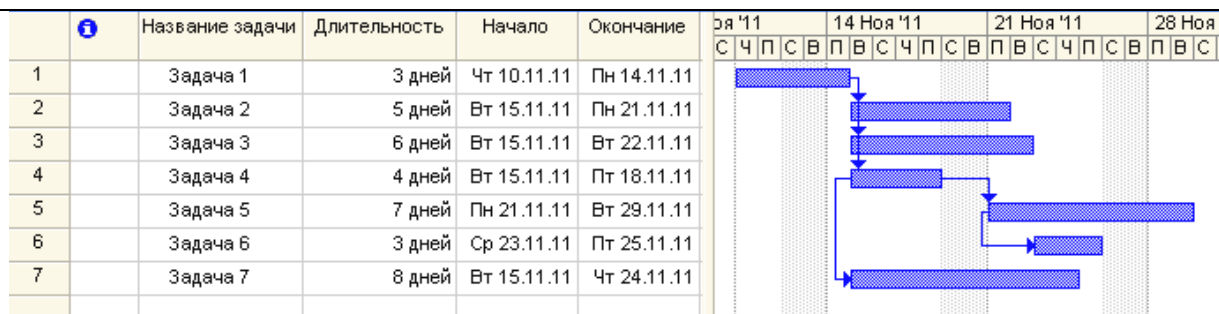 оя '11 14 Ноя '11 21 Ноя '11 28 Ноя
Название задачи Длительность Начало Окончание С Ч П С В П В С Ч П С В П В С Ч П С В П В С
1 Задача 1 3 дней Чт 10.11.11 Пн 14.11.11
2 Задача 2 5 дней Вт 15.11.11 Пн 21.11.11
3 Задача 3 6 дней Вт 15.11.11 Вт 22.11.11
4 Задача 4 4 дней Вт 15.11.11 Пт 18.11.11
5 Задача 5 7 дней Пн 21.11.11 Вт 29.11.11
6 Задача 6 3 дней Ср 23.11.11 Пт 25.11.11
7 Задача 7 8 дней Вт 15.11.11 Чт 24.11.11